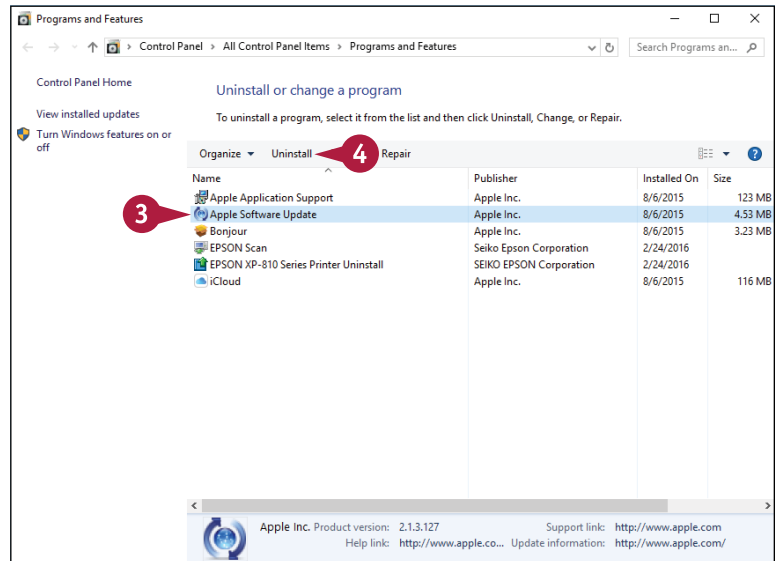 Programs and Features
Control Panel > All Control Panel Items > Programs and Features
Search Programs an...
Control Panel Home
View installed updates
Turn Windows features on or
off
Uninstall or change a program
To uninstall a program, select it from the list and then click Uninstall, Change, or Repair.
Organize Uninstall 4 Repair
Name Publisher Installed On Size
Apple Application Support Apple Inc. 8/6/2015 123 MB
3 Apple Software Update Apple Inc. 8/6/2015 4.53 MB
Bonjour Apple Inc. 8/6/2015 3.23 MB
EPSON Scan Seiko Epson Corporation 2/24/2016
EPSON XP-810 Series Printer Uninstall SEIKO EPSON Corporation 2/24/2016
iCloud Apple Inc. 8/6/2015 116 MB
Apple Inc. Product version: 2.1.3.127 Support link: http://www.apple.com
Help link: http://www.apple.co... Update information: http://www.apple.com/